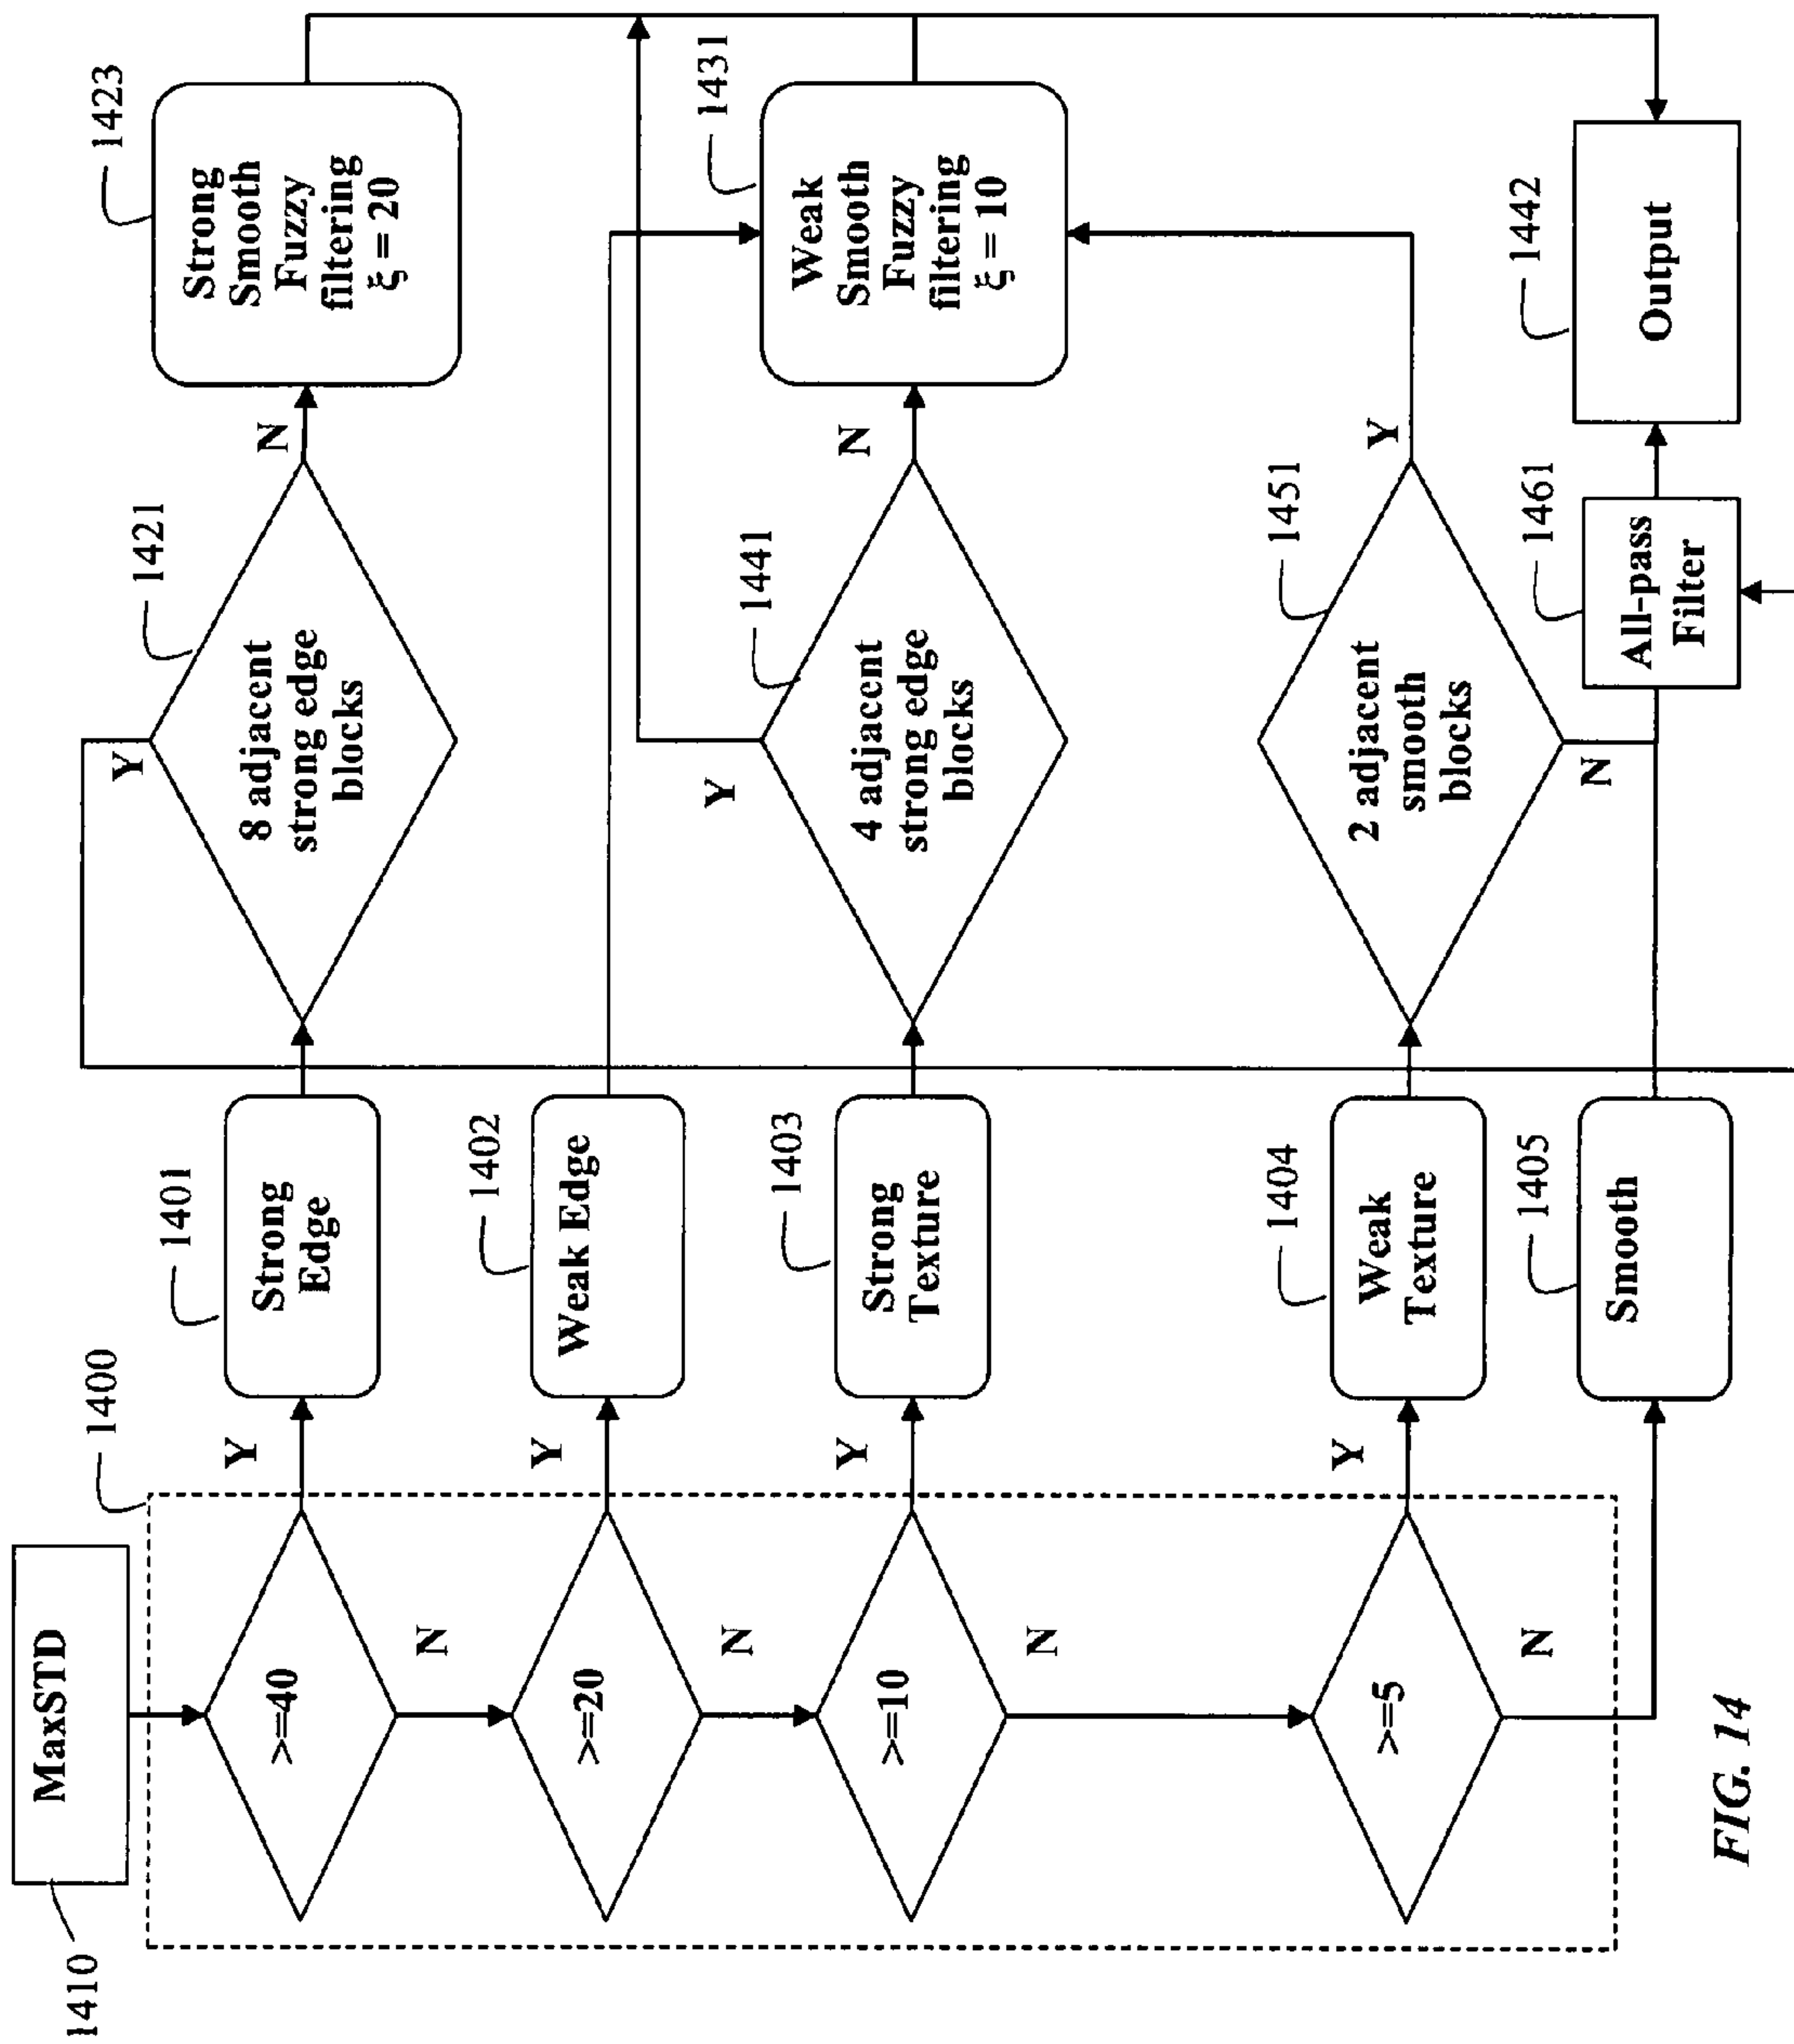 1410
MaxSTD
1400
>=40
Y
N
>=20
Y
N
>=10
Y
N
>=5
Y
N
1401
Strong
Edge
1402
Weak Edge
1403
Strong
Texture
1404
Weak
Texture
1405
Smooth
1421
8 adjacent
strong edge
blocks
Y
N
1441
4 adjacent
strong edge
blocks
Y
N
1451
2 adjacent
smooth
blocks
Y
N
1423
Strong
Smooth
Fuzzy
filtering
ξ = 20
1431
Weak
Smooth
Fuzzy
filtering
ξ = 10
1461
All-pass
Filter
1442
Output
FIG. 14